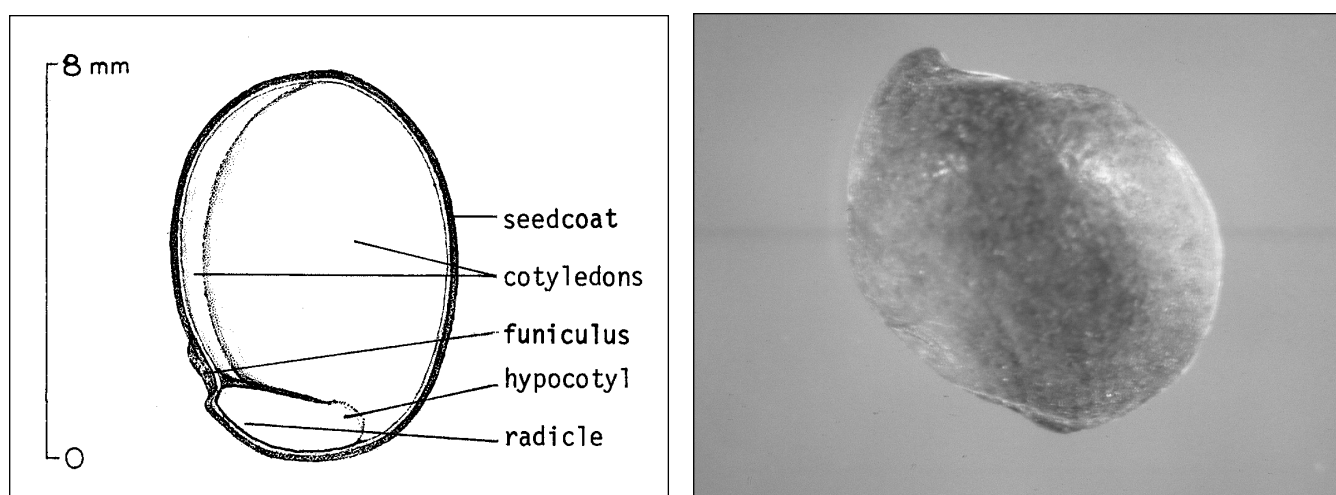 8 mm
seedcoat
cotyledons
funiculus
hypocotyl
radicle
0